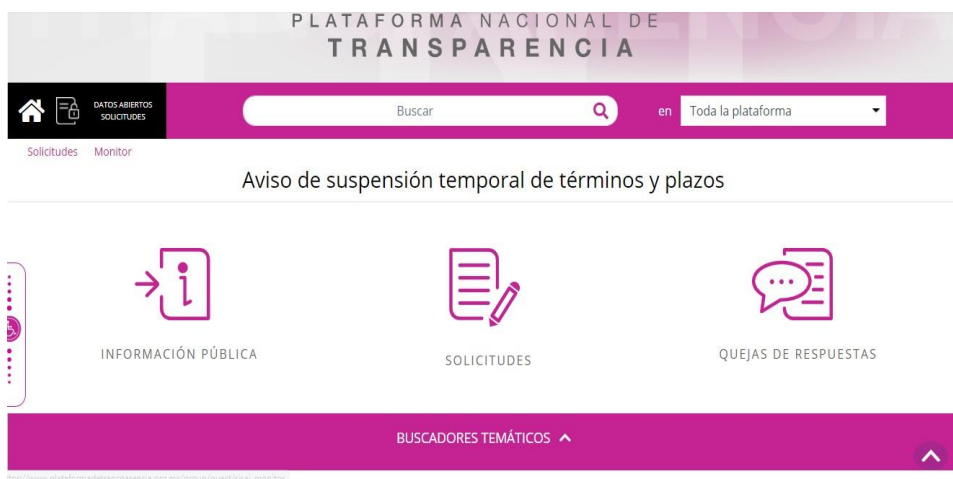 PLATAFORMA NACIONAL DE
TRANSPARENCIA
DATOS ABIERTOS
SOLICITUDES
Buscar
en
Toda la plataforma
Solicitudes Monitor
Aviso de suspensión temporal de términos y plazos
INFORMACIÓN PÚBLICA
SOLICITUDES
QUEJAS DE RESPUESTAS
BUSCADORES TEMÁTICOS